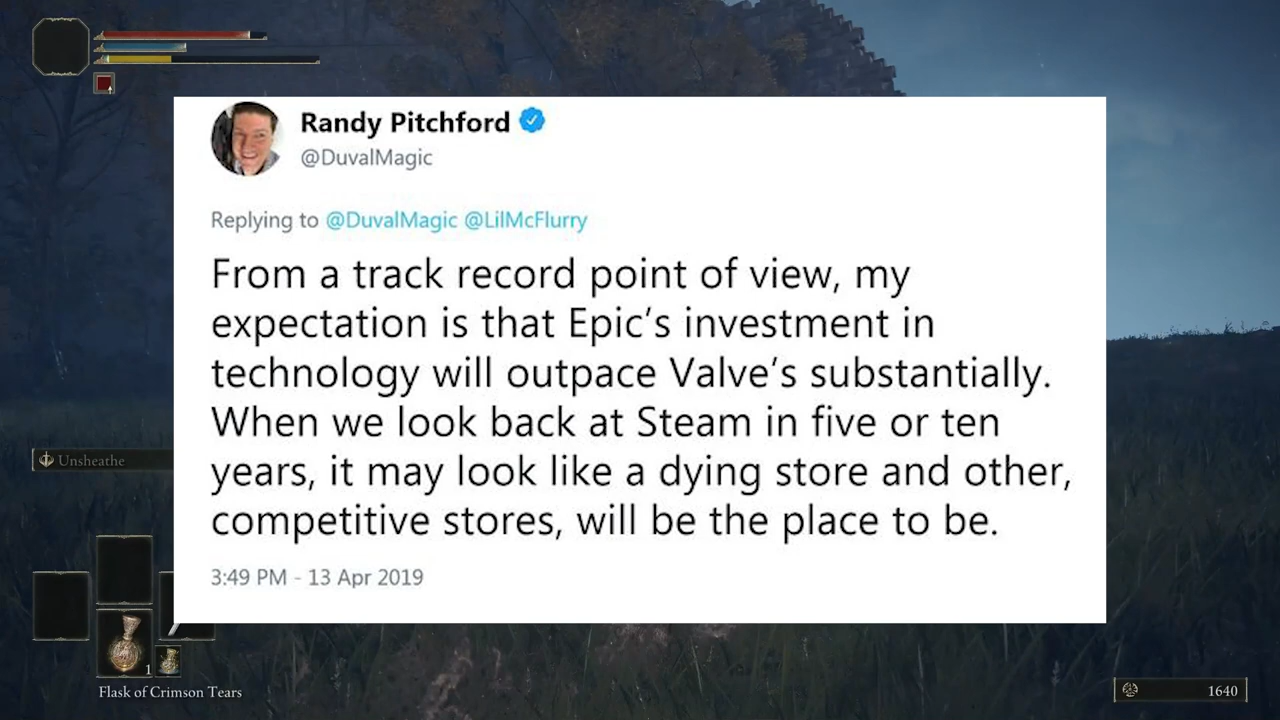 Randy Pitchford
@DuvalMagic
Replying to @DuvalMagic @LilMcFlurry
From a track record point of view, my
expectation is that Epic's investment in
technology will outpace Valve's substantially.
When we look back at Steam in five or ten
years, it may look like a dying store and other,
competitive stores, will be the place to be.
3:49 PM - 13 Apr 2019
Unsheathe
1
Flask of Crimson Tears
1640